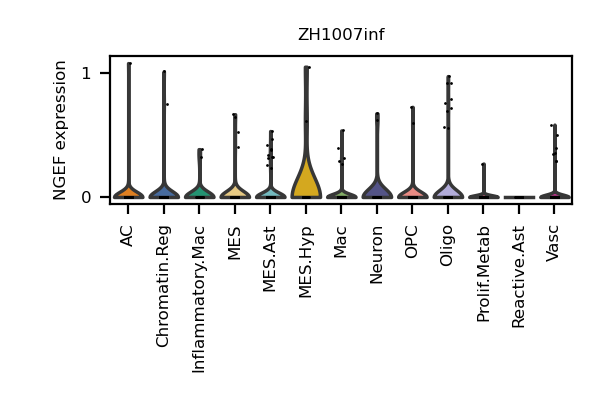 ZH1007inf
NGEF expression
1
0
AC
Chromatin.Reg
Inflammatory.Mac
MES
MES.Ast
MES.Hyp
Mac
Neuron
OPC
Oligo
Prolif.Metab
Reactive.Ast
Vasc